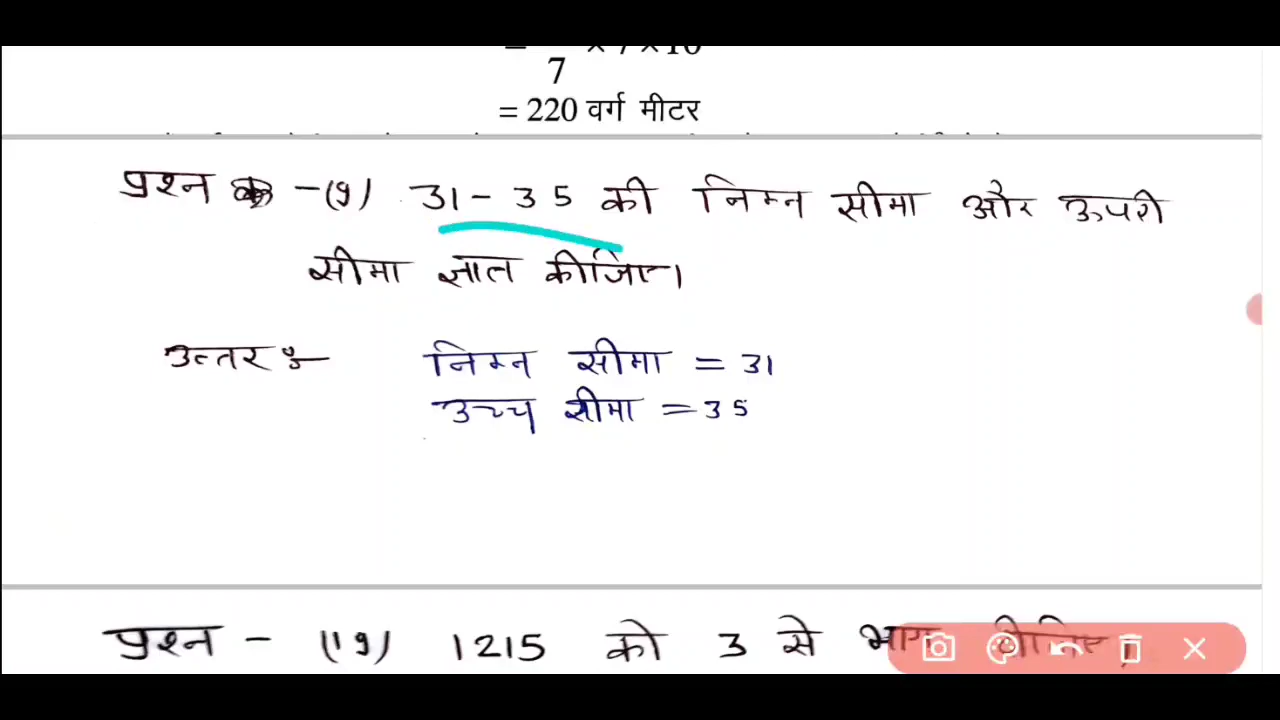 7
= 220 वर्ग मीटर
प्रश्न -(9) 31 - 35 की निम्न सीमा और ऊपरी
सीमा ज्ञात कीजिए।
उत्तर :- निम्न सीमा = 31
उच्च सीमा = 35
प्रश्न - (19) 1215 को 3 से भाग दीजिए।